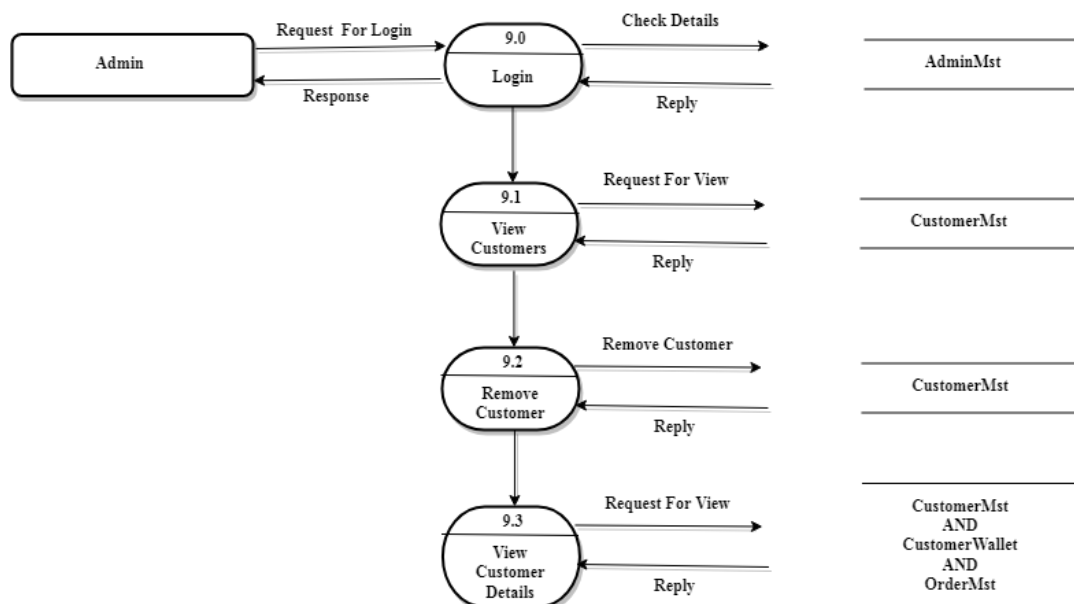 Admin
Request For Login
Response
9.0
Login
Check Details
Reply
AdminMst
9.1
View
Customers
Request For View
Reply
CustomerMst
9.2
Remove
Customer
Remove Customer
Reply
CustomerMst
9.3
View
Customer
Details
Request For View
Reply
CustomerMst
AND
CustomerWallet
AND
OrderMst